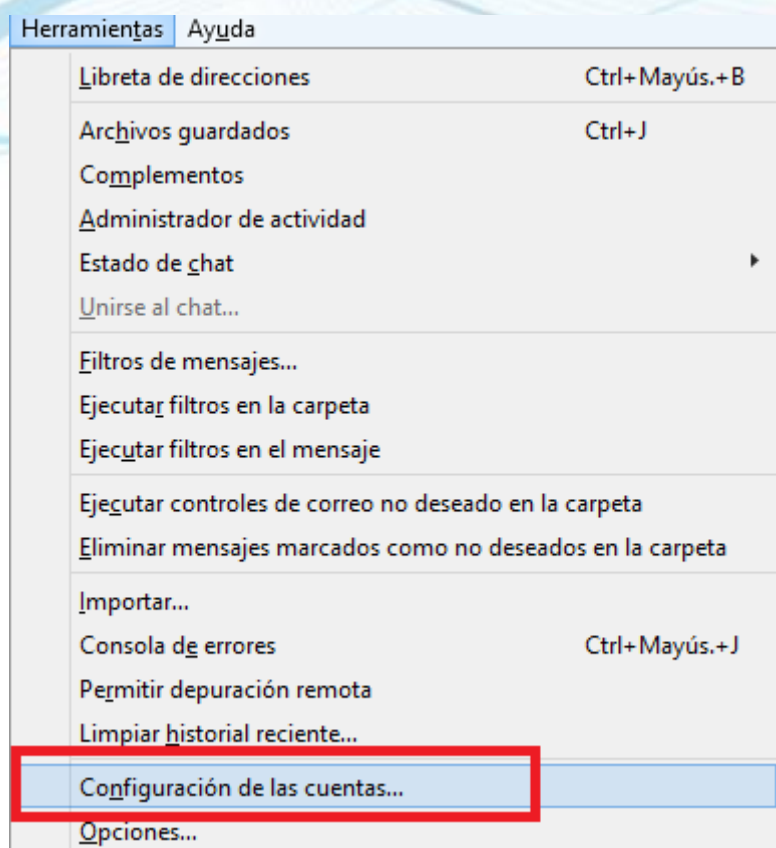 Herramientas Ayuda
Libreta de direcciones Ctrl+Mayús.+B
Archivos guardados Ctrl+J
Complementos
Administrador de actividad
Estado de chat
Unirse al chat...
Filtros de mensajes...
Ejecutar filtros en la carpeta
Ejecutar filtros en el mensaje
Ejecutar controles de correo no deseado en la carpeta
Eliminar mensajes marcados como no deseados en la carpeta
Importar...
Consola de errores Ctrl+Mayús.+J
Permitir depuración remota
Limpiar historial reciente...
Configuración de las cuentas...
Opciones...